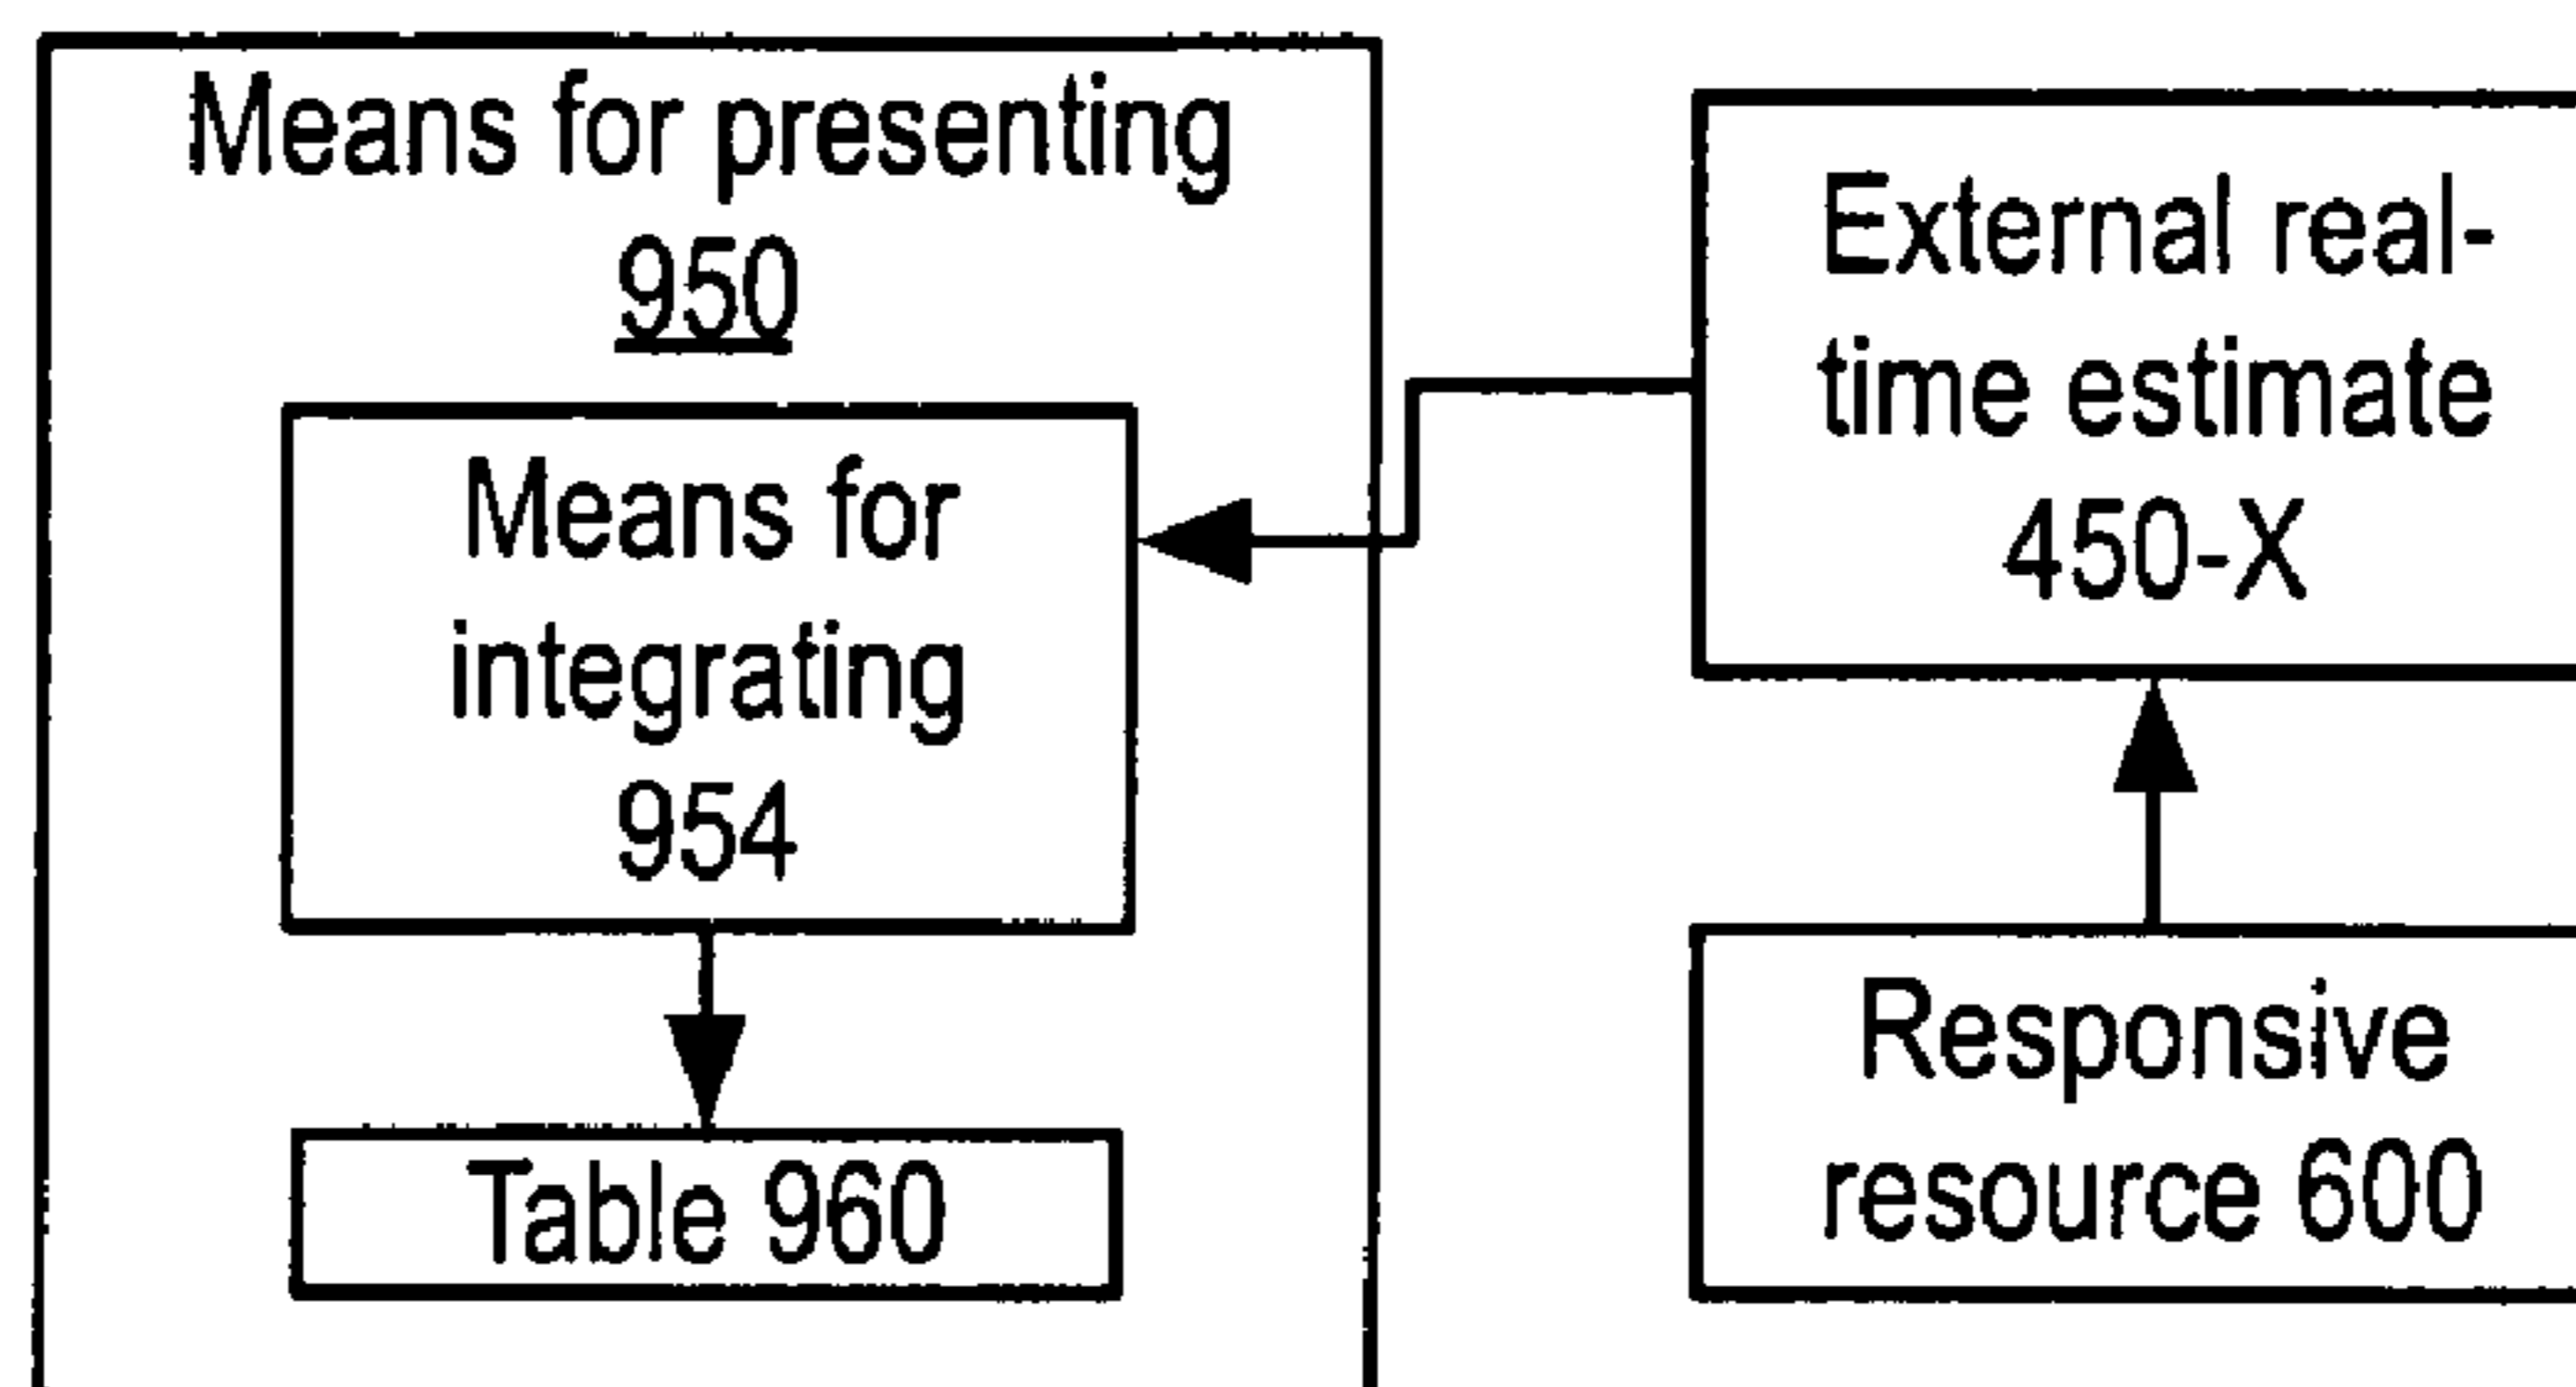 Means for presenting
950
Means for
integrating
954
Table 960
External real-
time estimate
450-X
Responsive
resource 600